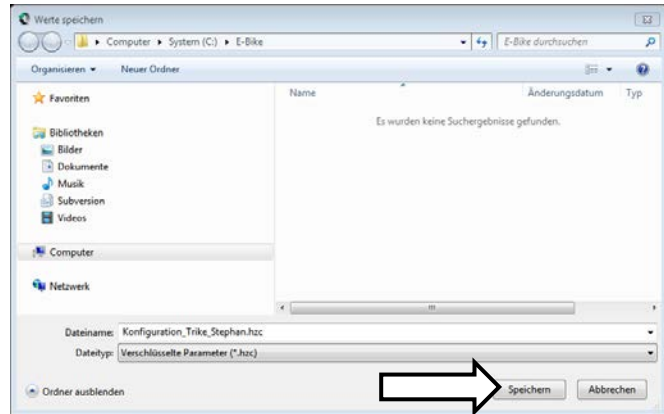 Werte speichern
Computer System (C:) E-Bike
E-Bike durchsuchen
Organisieren Neuer Ordner
Name Änderungsdatum Typ
Favoriten
Es wurden keine Suchergebnisse gefunden.
Bibliotheken
Bilder
Dokumente
Musik
Subversion
Videos
Computer
Netzwerk
Dateiname: Konfiguration_Trike_Stephan.hzc
Dateityp: Verschlüsselte Parameter (*.hzc)
Ordner ausblenden Speichern Abbrechen